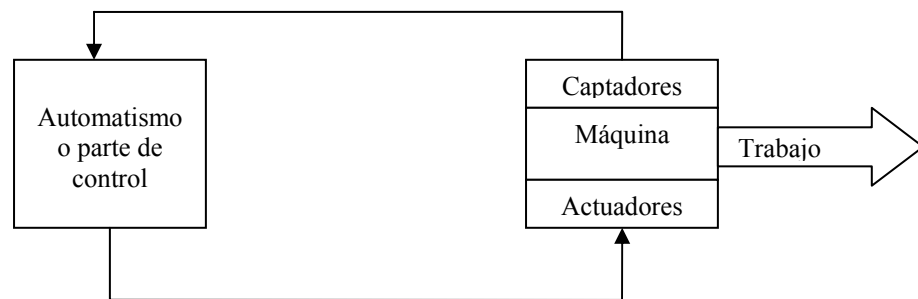 Automatismo
o parte de
control
Captadores
Máquina
Actuadores
Trabajo